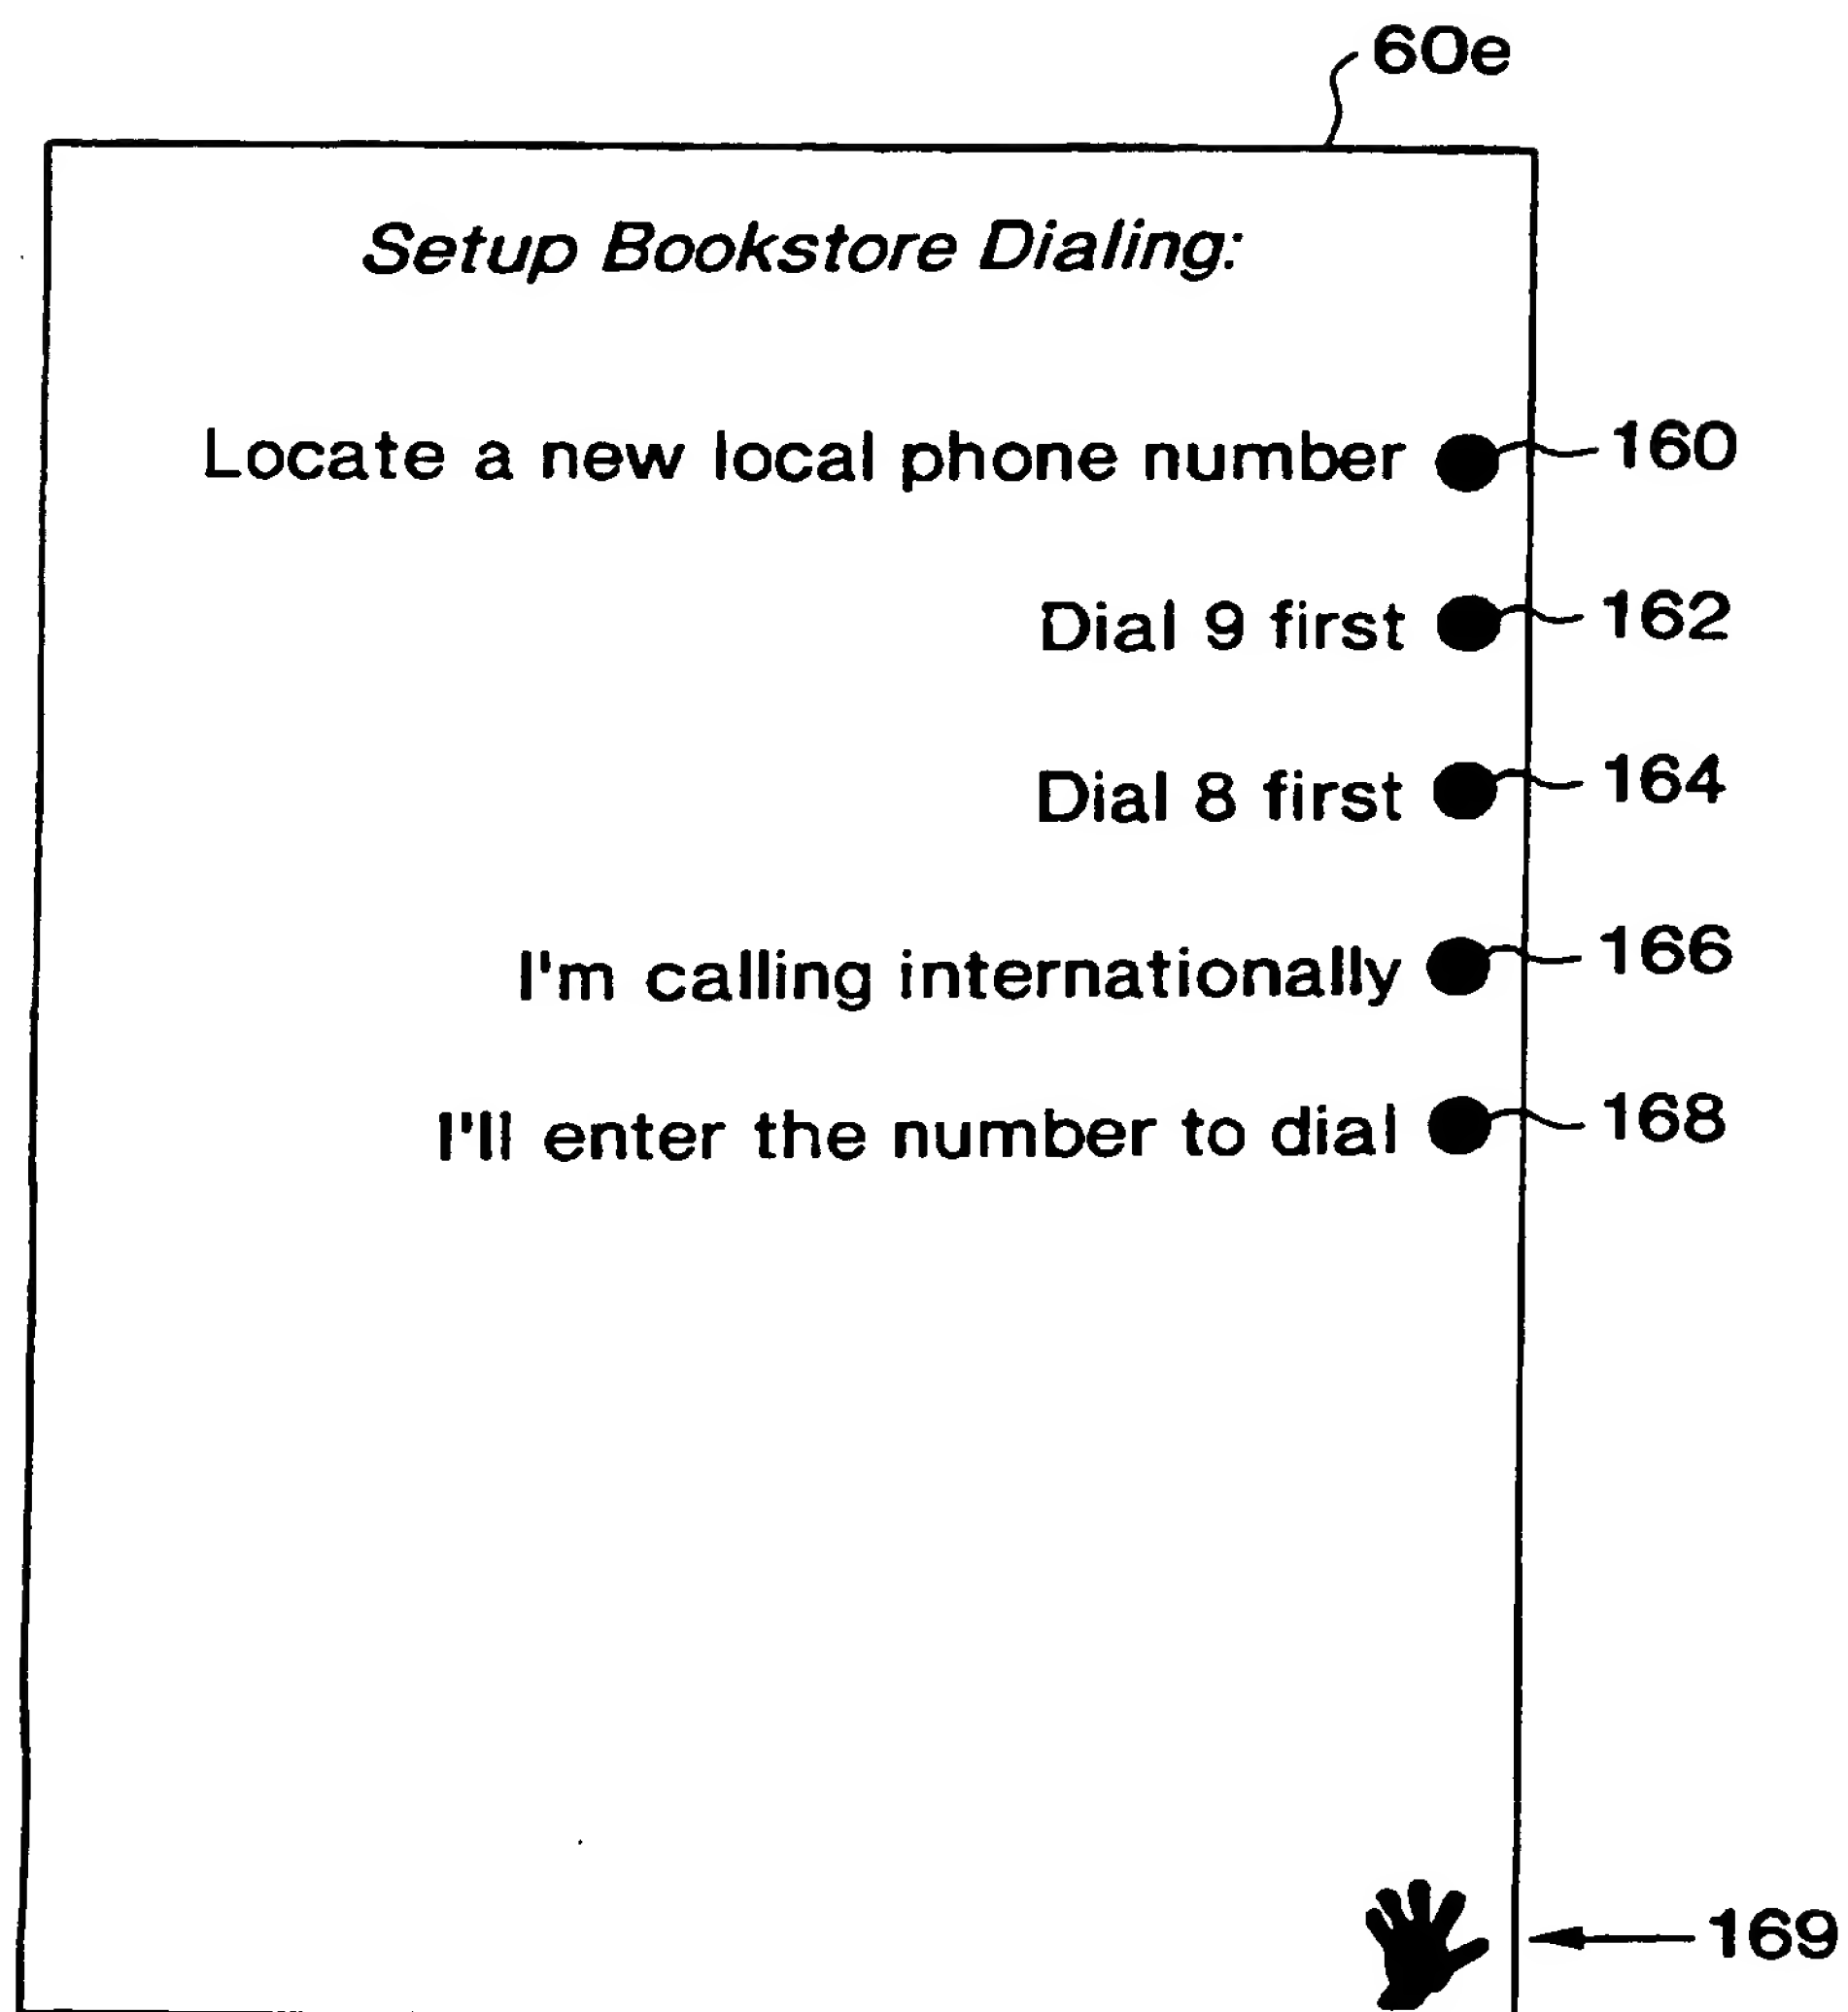 60e
Setup Bookstore Dialing:
Locate a new local phone number 160
Dial 9 first 162
Dial 8 first 164
I'm calling internationally 166
I'll enter the number to dial 168
169